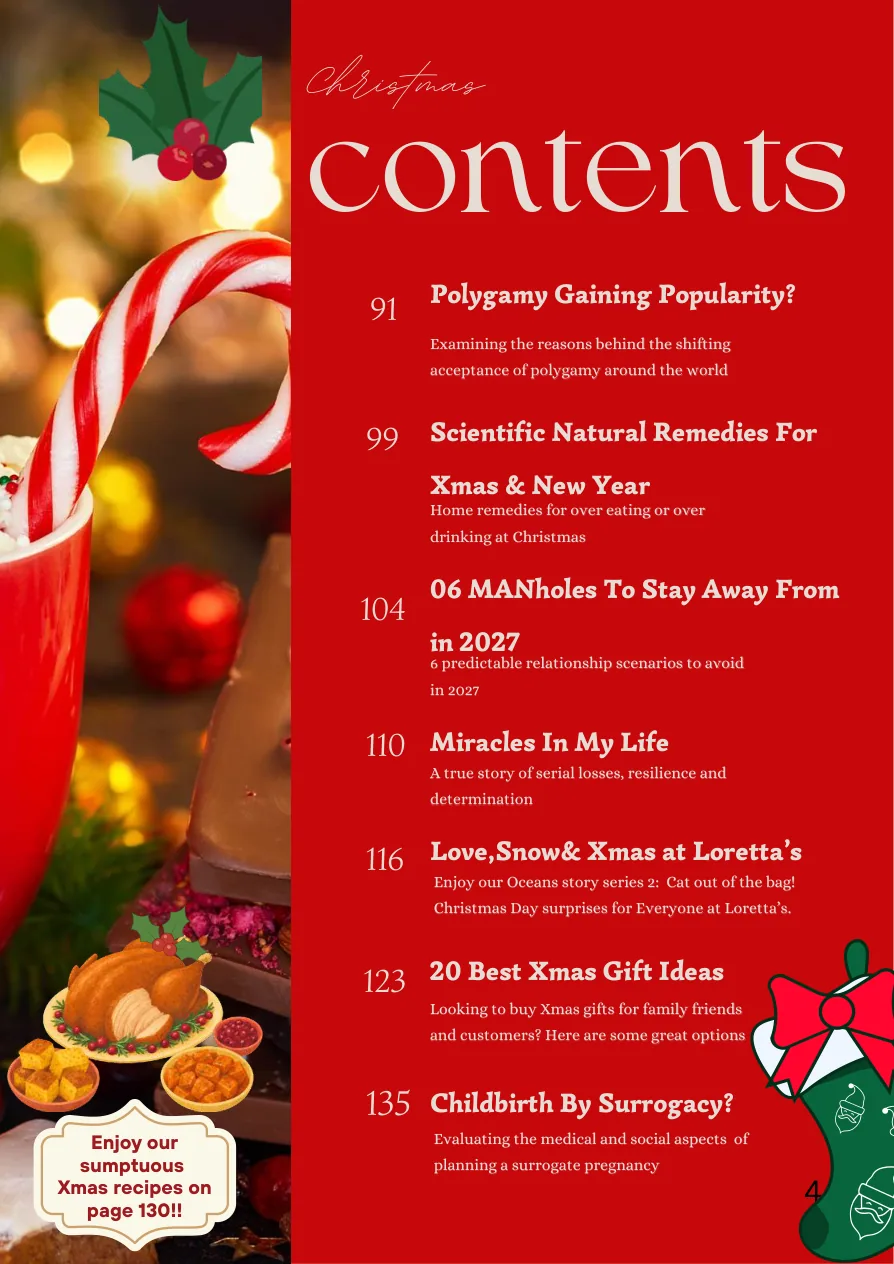 Christmas
contents
91
Polygamy Gaining Popularity?
Examining the reasons behind the shifting
acceptance of polygamy around the world
99
Scientific Natural Remedies For
Xmas & New Year
Home remedies for over eating or over
drinking at Christmas
104
06 MANholes To Stay Away From
in 2027
6 predictable relationship scenarios to avoid
in 2027
110
Miracles In My Life
A true story of serial losses, resilience and
determination
116
Love,Snow& Xmas at Loretta's
Enjoy our Oceans story series 2:  Cat out of the bag!
Christmas Day surprises for Everyone at Loretta's.
123
20 Best Xmas Gift Ideas
Looking to buy Xmas gifts for family friends
and customers? Here are some great options
135
Childbirth By Surrogacy?
Evaluating the medical and social aspects  of
planning a surrogate pregnancy
Enjoy our
sumptuous
Xmas recipes on
page 130!!
4